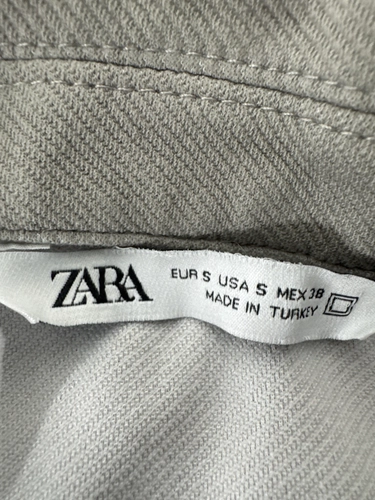 ZARA
EUR S USA S MEX 38
MADE IN TURKEY